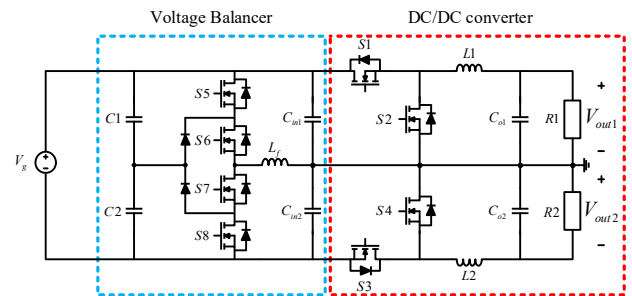 Voltage Balancer
DC/DC converter
S1
L1
S5
C1
Cin1
S2
Co1
R1
+
Vout1
S6
Lf
Vg
+
−
−
+
S7
C2
Cin2
S4
Co2
R2
Vout2
S8
−
S3
L2